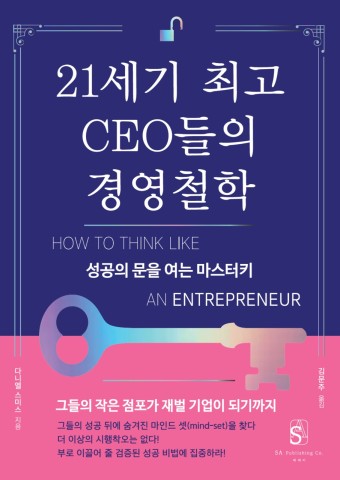 21세기 최고
CEO들의
경영철학
HOW TO THINK LIKE
성공의 문을 여는 마스터키
AN ENTREPRENEUR
다니엘 스미스 지음
김문주 옮김
그들의 작은 점포가 재벌 기업이 되기까지
그들의 성공 뒤에 숨겨진 마인드 셋(mind-set)을 찾다
더 이상의 시행착오는 없다!
부로 이끌어 줄 검증된 성공 비법에 집중하라!
SA
SA Publishing Co.